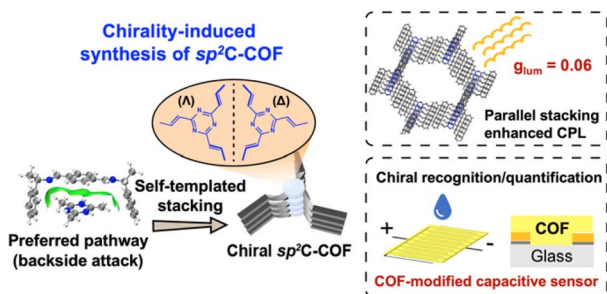 Chirality-induced
synthesis of sp²C-COF
(Λ)
(Δ)
N
N
N
N
N
N
Self-templated
stacking
Preferred pathway
(backside attack)
Chiral sp²C-COF
g_lum = 0.06
Parallel stacking
enhanced CPL
Chiral recognition/quantification
+
-
COF
Glass
COF-modified capacitive sensor